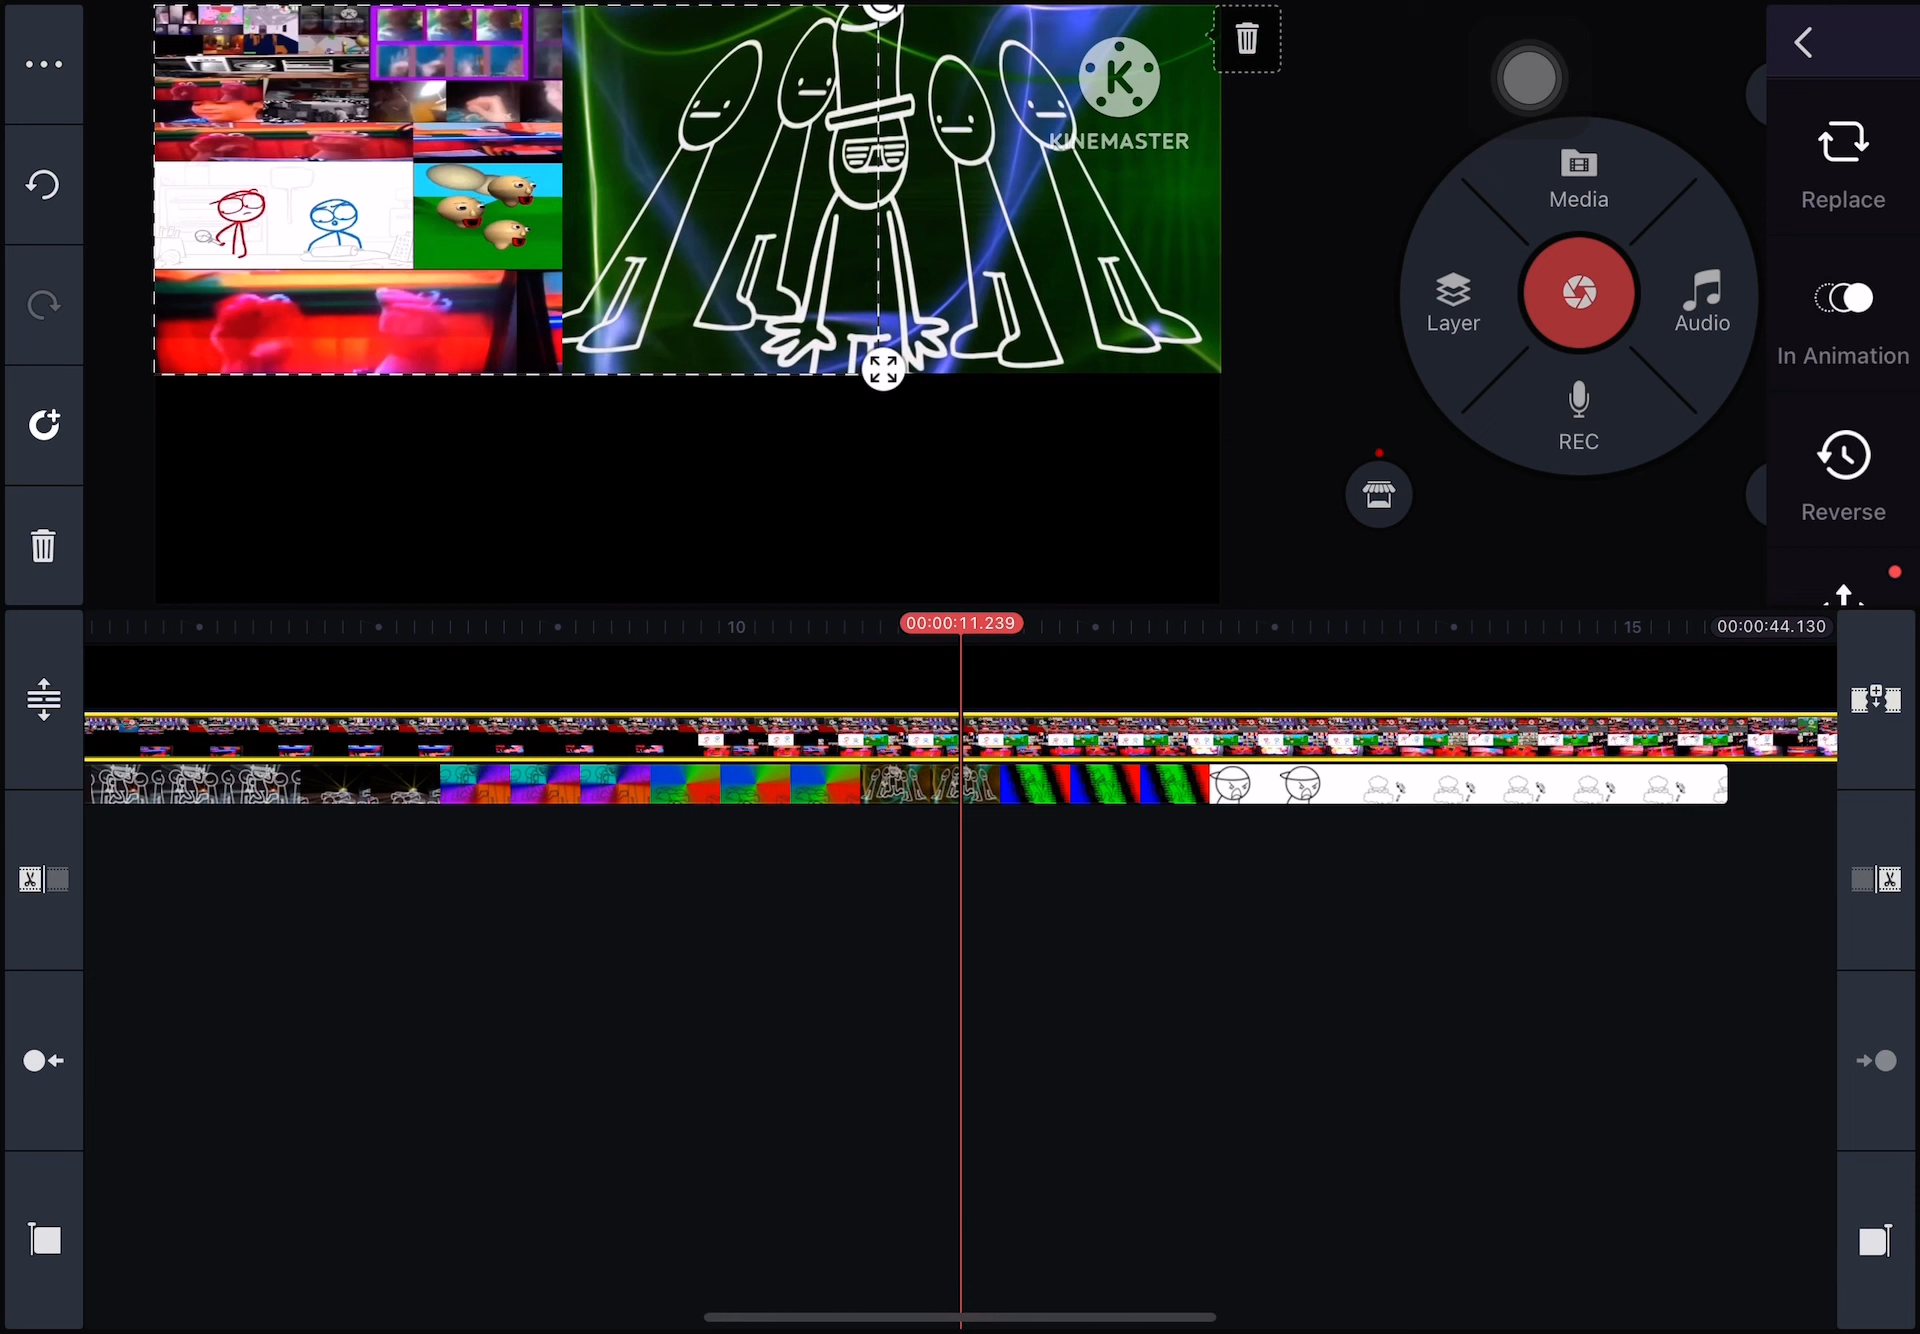 K
KINEMASTER
Media
Layer
Audio
REC
Replace
In Animation
Reverse
10
00:00:11.239
15
00:00:44.130